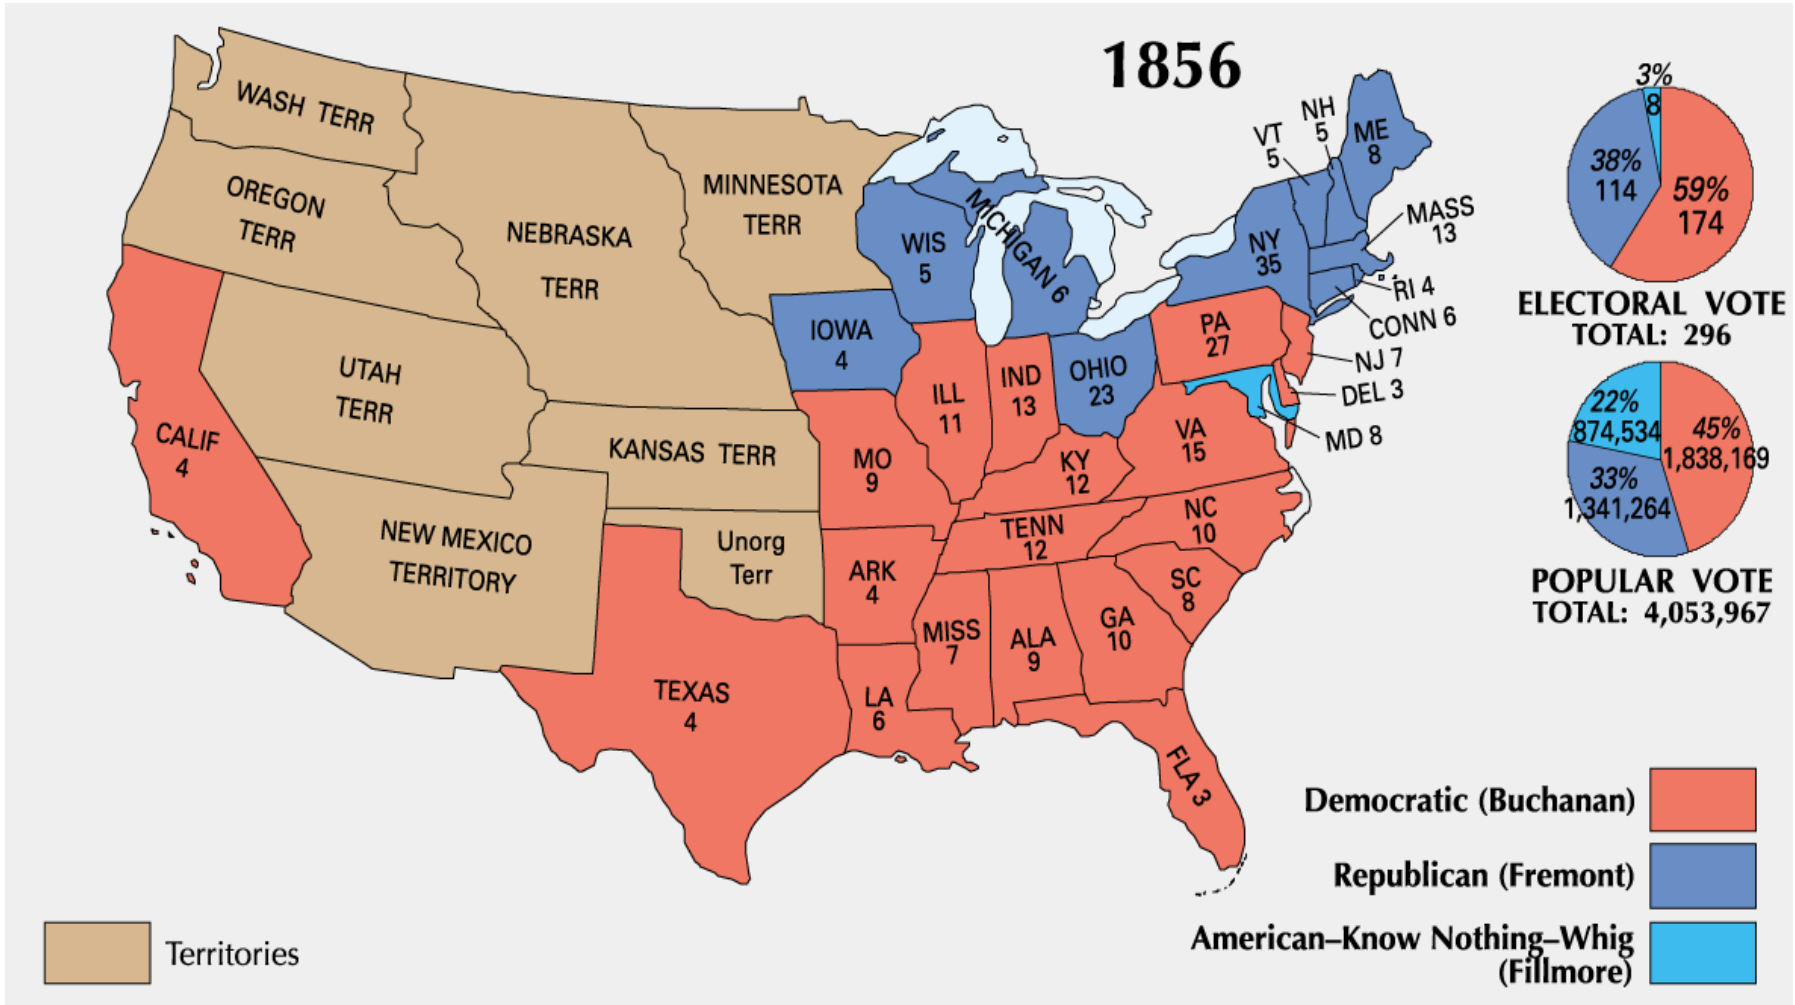 1856
WASH TERR
OREGON
TERR
NEBRASKA
TERR
MINNESOTA
TERR
UTAH
TERR
KANSAS TERR
NEW MEXICO
TERRITORY
Unorg
Terr
CALIF
4
TEXAS
4
WIS
5
MICHIGAN 6
IOWA
4
ILL
11
IND
13
OHIO
23
MO
9
ARK
4
LA
6
MISS
7
ALA
9
GA
10
FLA 3
SC
8
NC
10
TENN
12
KY
12
VA
15
PA
27
NY
35
VT
5
NH
5
ME
8
MASS
13
RI 4
CONN 6
NJ 7
DEL 3
MD 8
3%
8
38%
114
59%
174
ELECTORAL VOTE
TOTAL: 296
22%
874,534
45%
1,838,169
33%
1,341,264
POPULAR VOTE
TOTAL: 4,053,967
Democratic (Buchanan)
Republican (Fremont)
American–Know Nothing–Whig
(Fillmore)
Territories